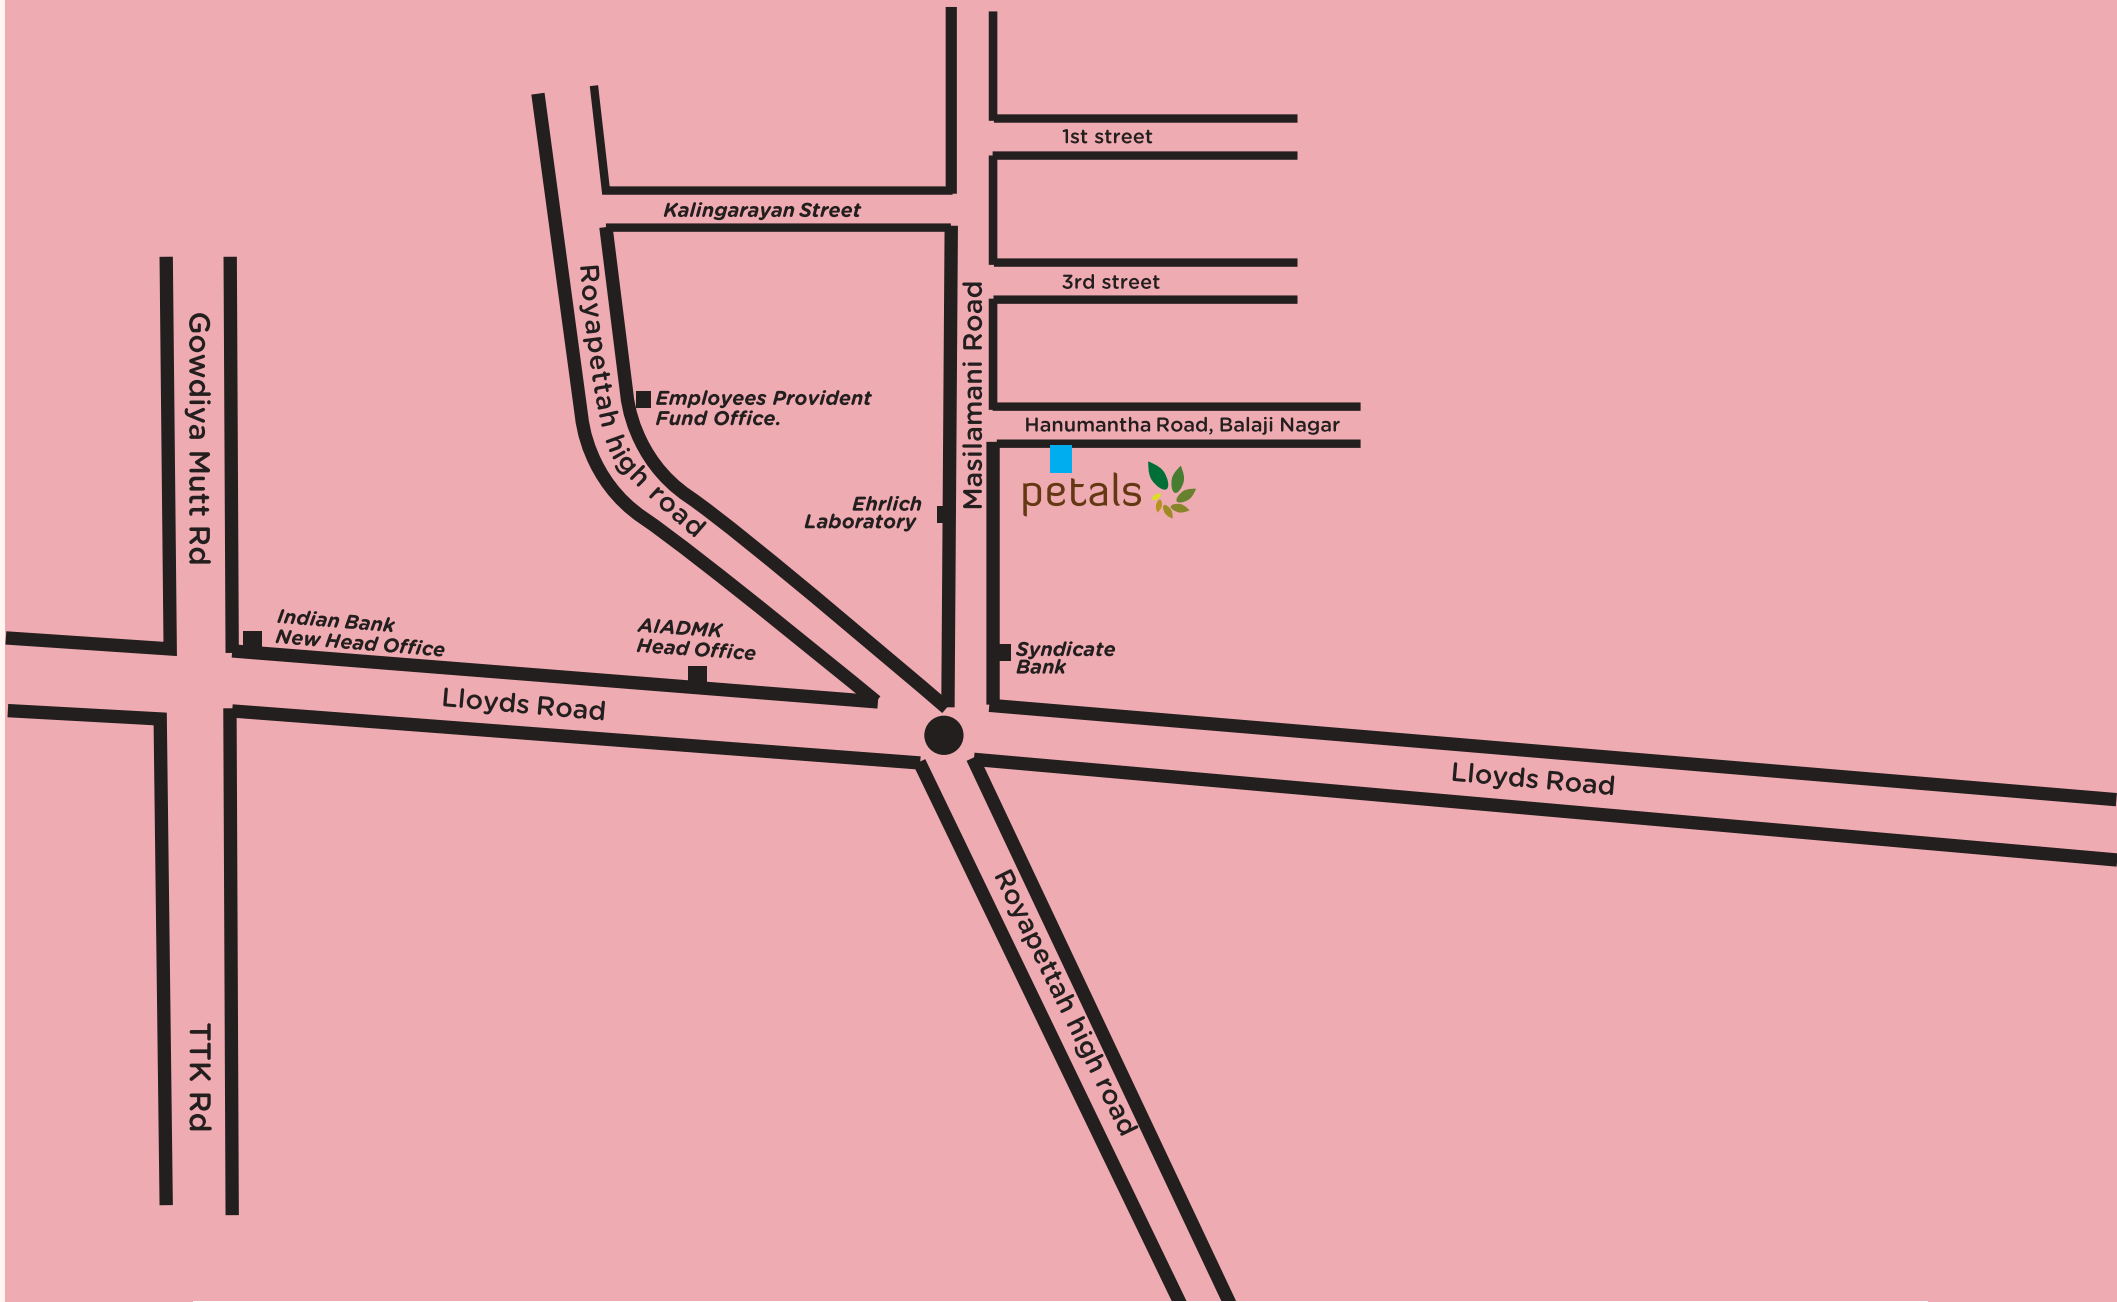 1st street
Kalingarayan Street
3rd street
Masilamani Road
Royapettah high road
Gowdiya Mutt Rd
Employees Provident
Fund Office.
Hanumantha Road, Balaji Nagar
petals
Ehrlich
Laboratory
Indian Bank
New Head Office
AIADMK
Head Office
Syndicate
Bank
Lloyds Road
Lloyds Road
Royapettah high road
TTK Rd